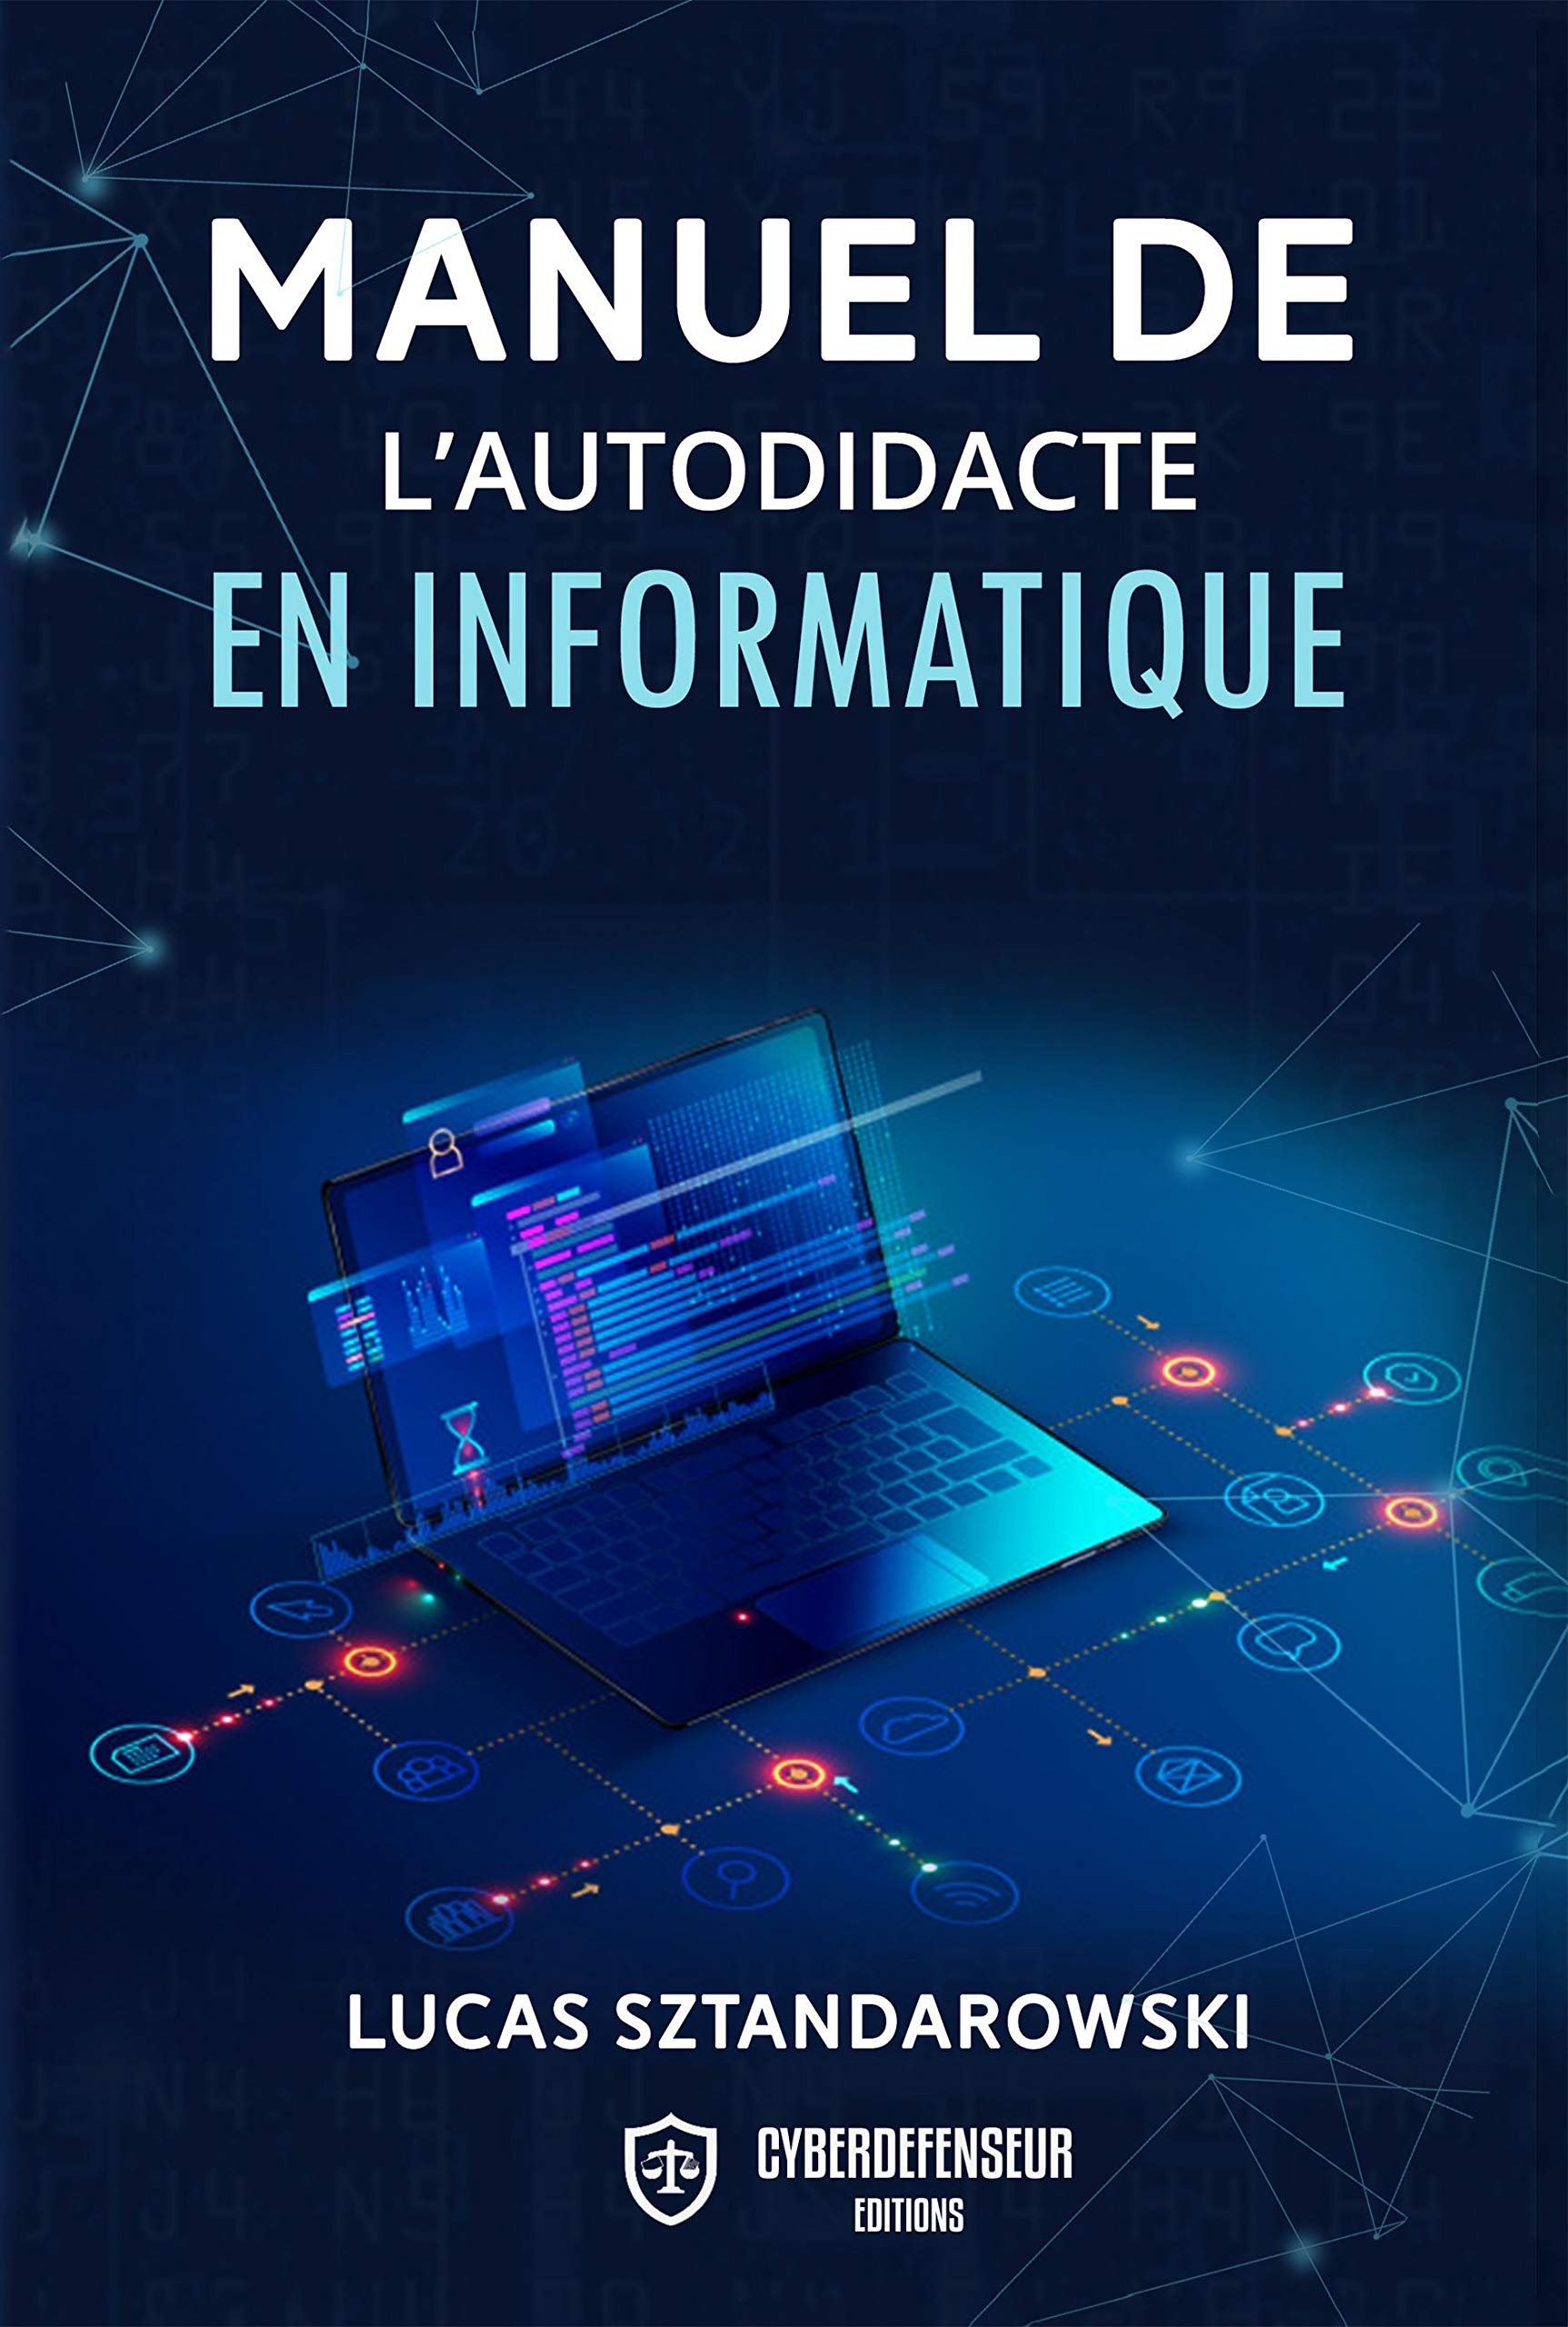 MANUEL DE
L’AUTODIDACTE
EN INFORMATIQUE
LUCAS SZTANDAROWSKI
CYBERDEFENSEUR
EDITIONS